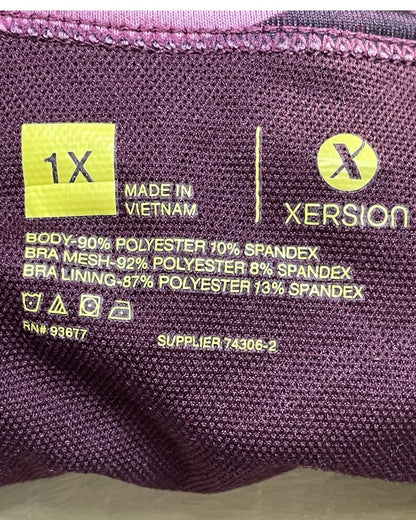 1X
MADE IN
VIETNAM
XERSION
BODY-90% POLYESTER 10% SPANDEX
BRA MESH-92% POLYESTER 8% SPANDEX
BRA LINING-87% POLYESTER 13% SPANDEX
RN# 93677 SUPPLIER 74306-2